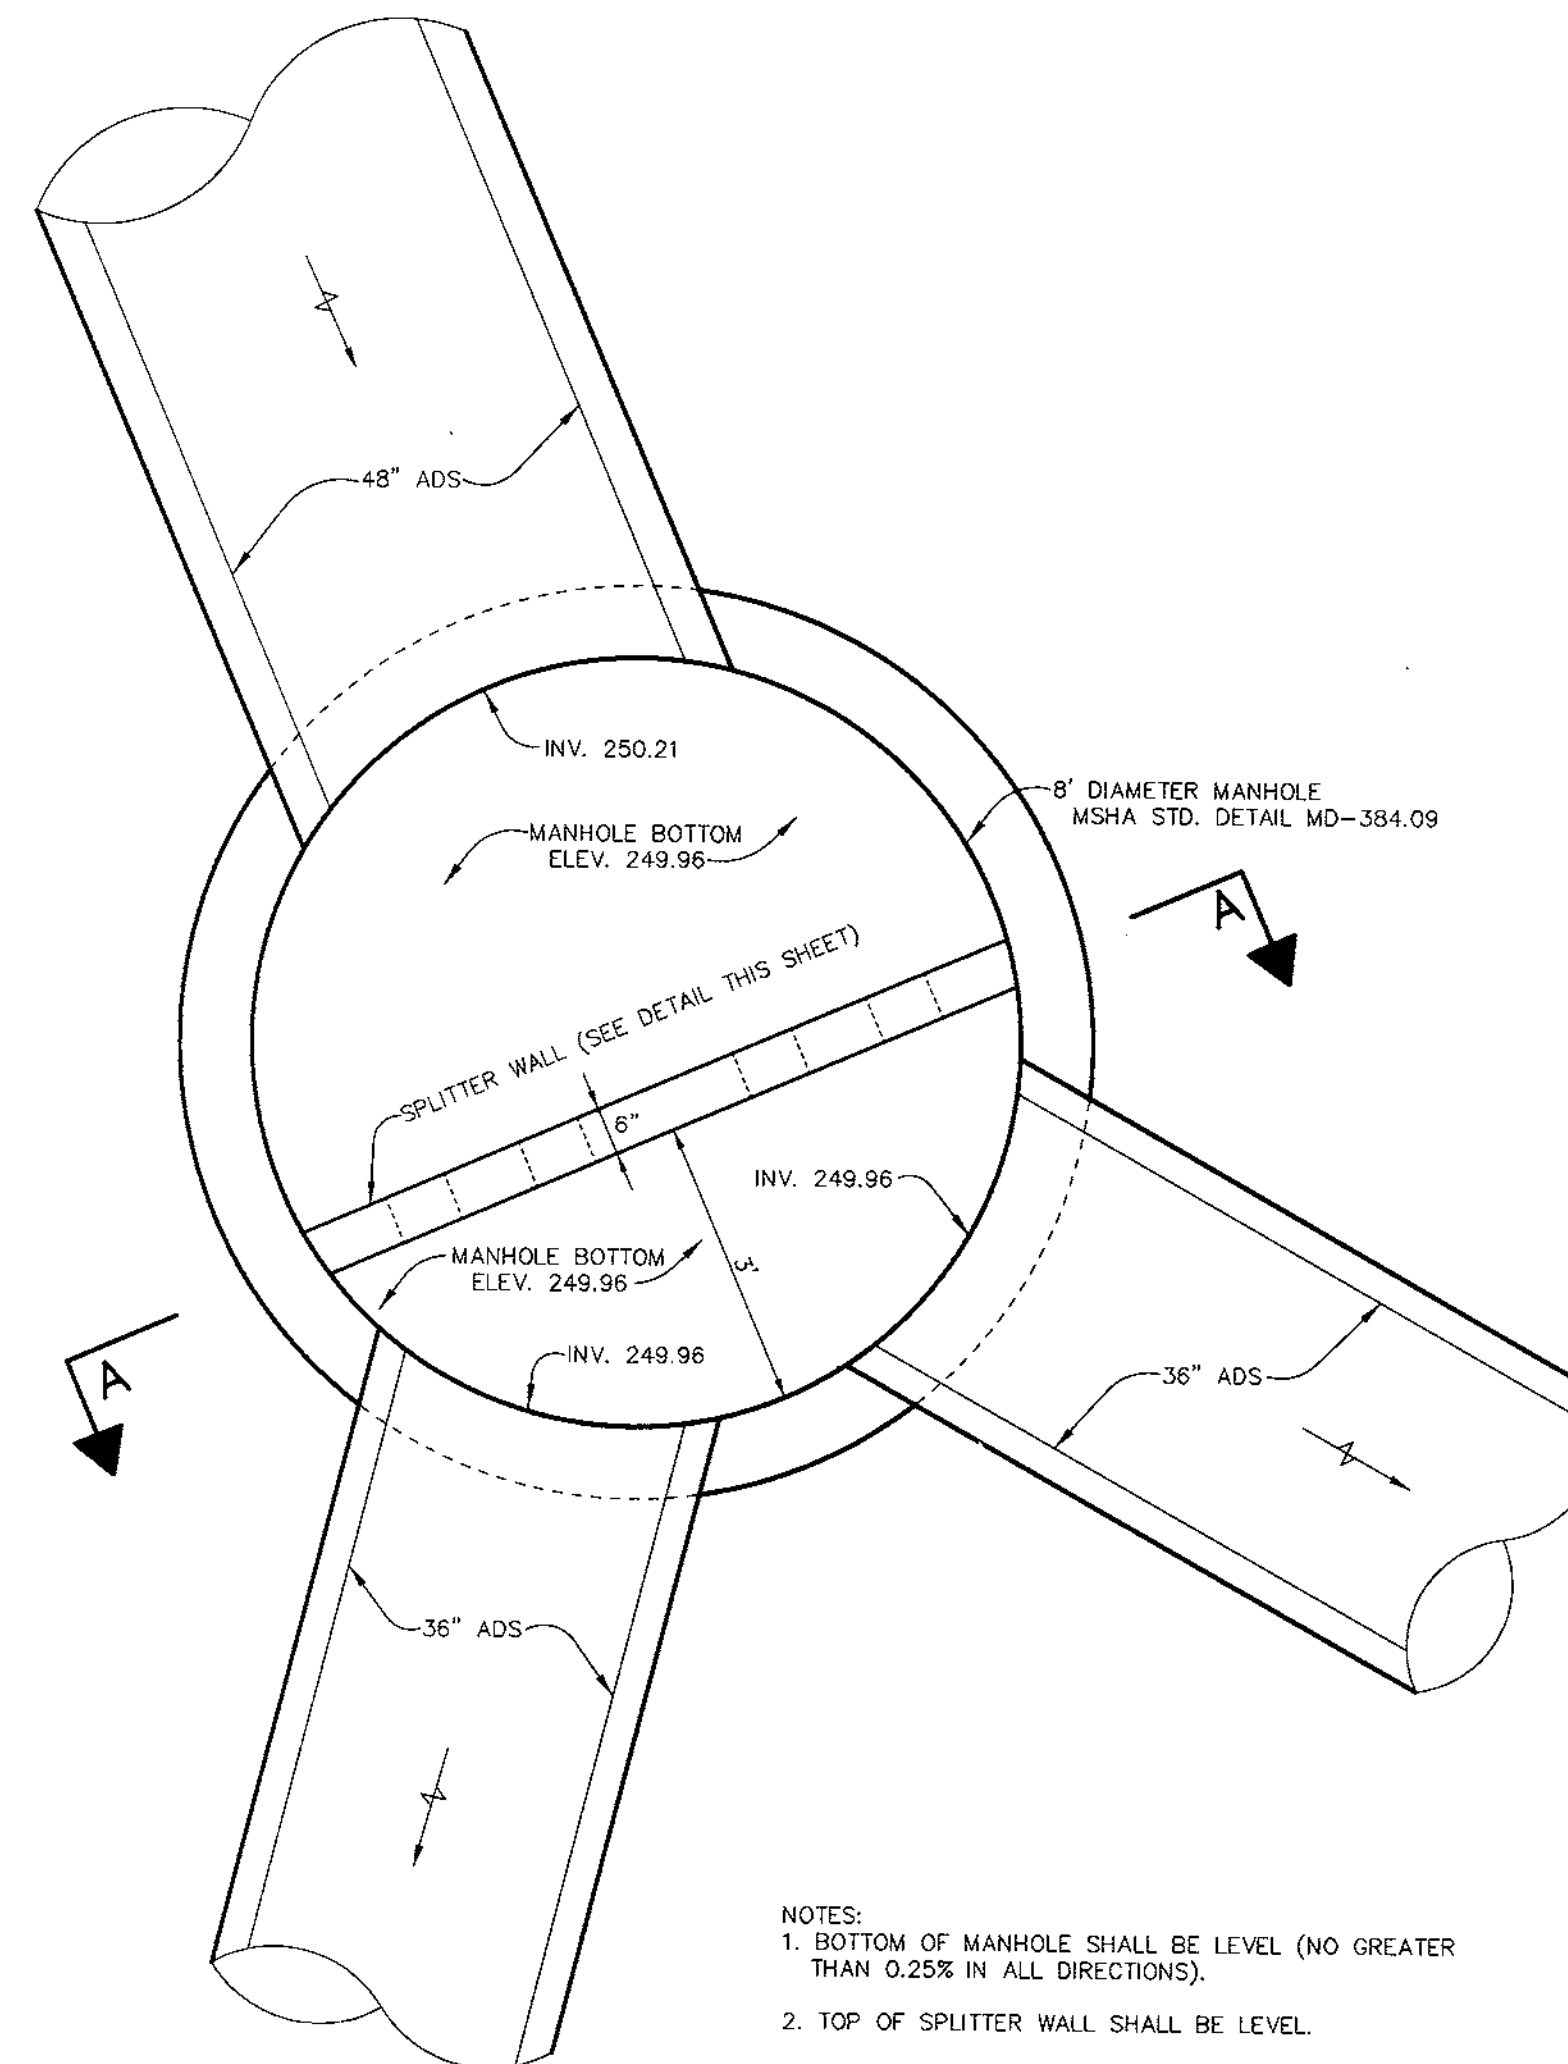 48" ADS
INV. 250.21
8' DIAMETER MANHOLE
MSHA STD. DETAIL MD-384.09
MANHOLE BOTTOM
ELEV. 249.96
A
SPLITTER WALL (SEE DETAIL THIS SHEET)
6"
INV. 249.96
MANHOLE BOTTOM
ELEV. 249.96
3'
A
INV. 249.96
36" ADS
36" ADS
NOTES:
1. BOTTOM OF MANHOLE SHALL BE LEVEL (NO GREATER
THAN 0.25% IN ALL DIRECTIONS).
2. TOP OF SPLITTER WALL SHALL BE LEVEL.